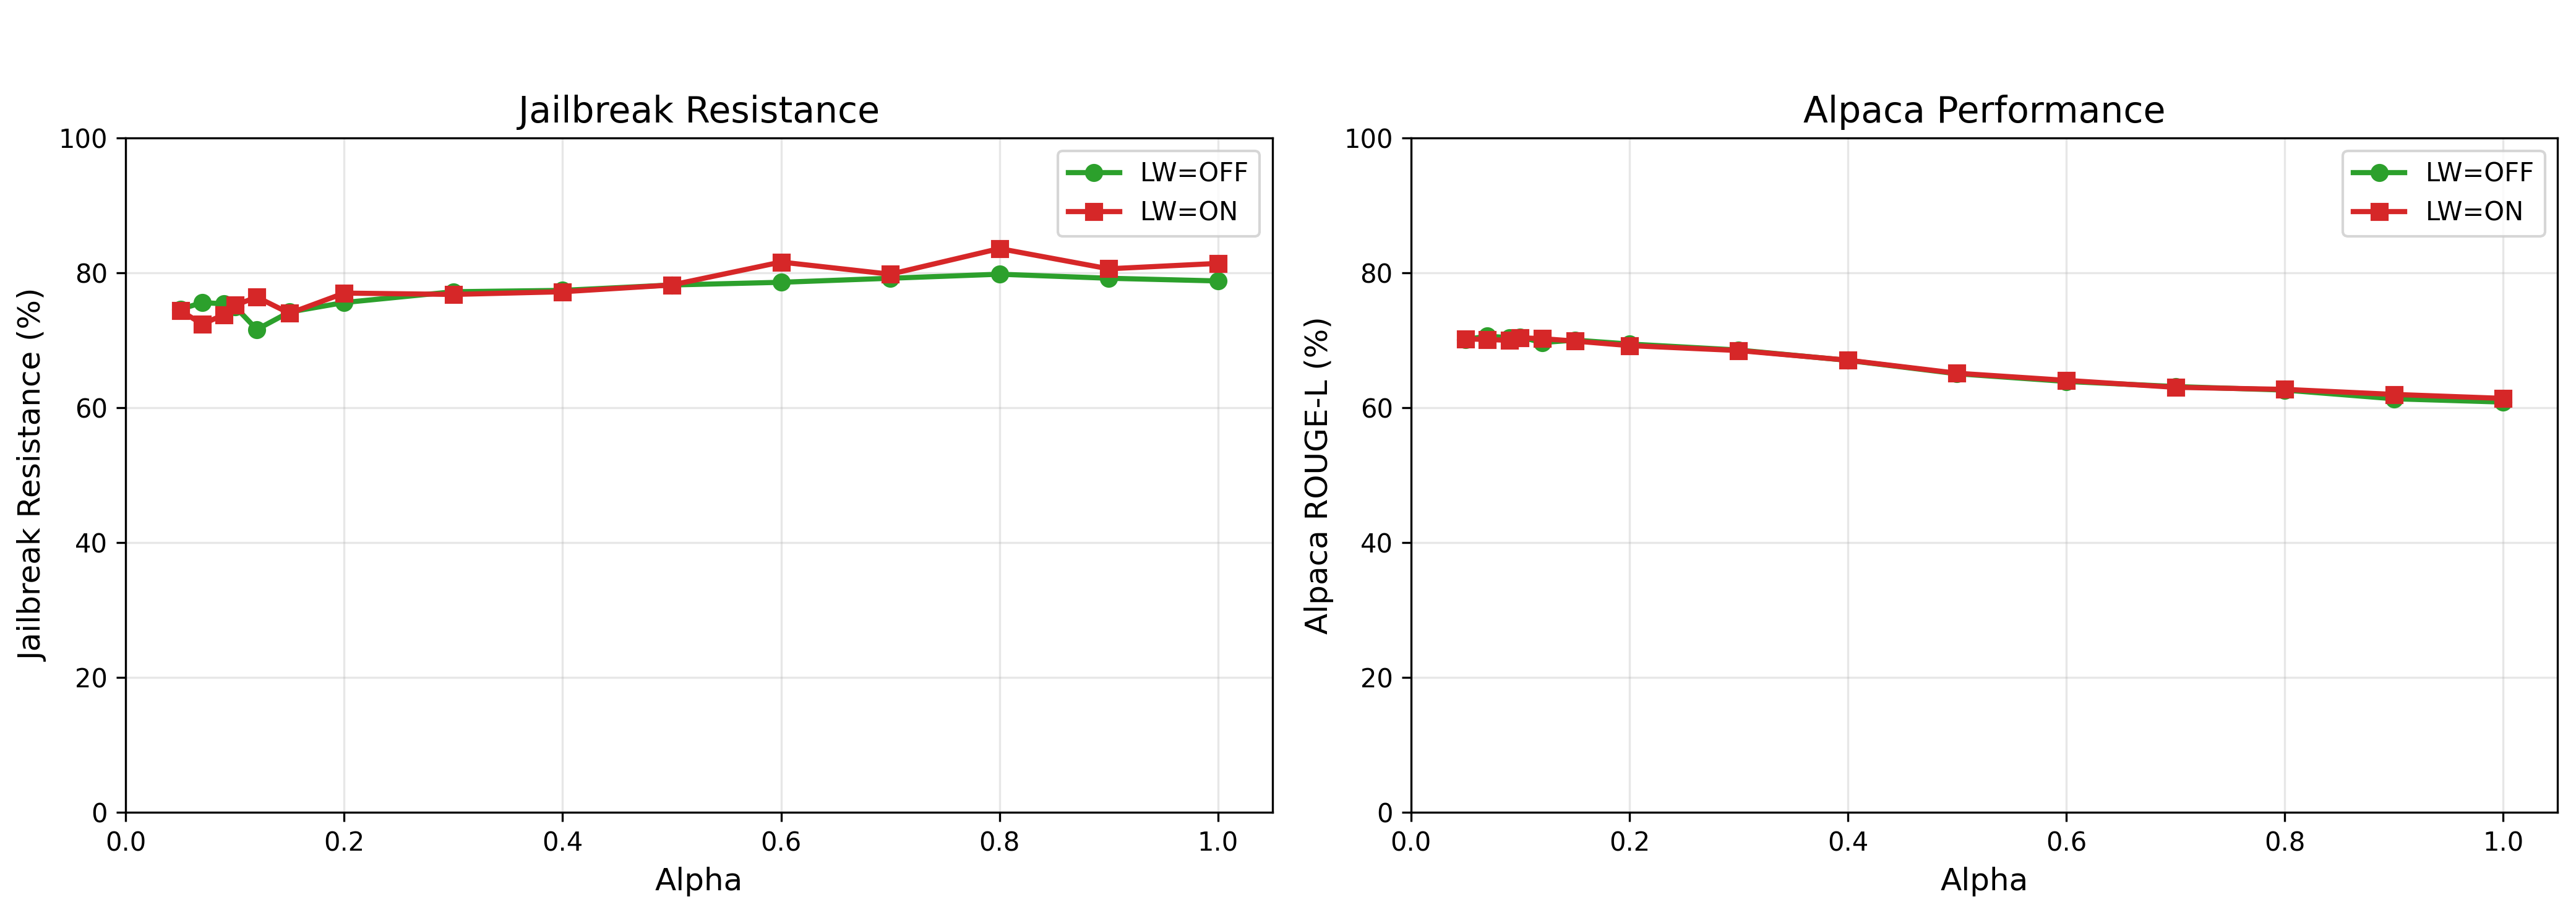 Jailbreak Resistance
Jailbreak Resistance (%)
100
80
60
40
20
0
LW=OFF
LW=ON
0.0 0.2 0.4 0.6 0.8 1.0
Alpha
Alpaca Performance
Alpaca ROUGE-L (%)
100
80
60
40
20
0
LW=OFF
LW=ON
0.0 0.2 0.4 0.6 0.8 1.0
Alpha